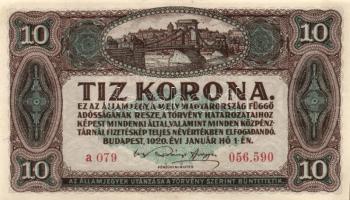 10 10
TIZ KORONA.
EZ AZ ÁLLAMJEGY, A MELY MAGYARORSZÁG FÜGGŐ
ADÓSSÁGÁNAK RÉSZE, A TÖRVÉNY HATÁROZATAIHOZ
KÉPEST MINDENKI ÁLTAL, VALAMINT MINDEN KÖZPÉNZ-
TÁRNÁL FIZETÉSKÉP TELJES NÉVÉRTÉKBEN ELFOGADANDÓ.
BUDAPEST, 1920. ÉVI JANUÁR HÓ 1 ÉN.
a 079 056,590
PÉNZÜGYMINISZTER
10 10
AZ ÁLLAMJEGYEK UTÁNZÁSA A TÖRVÉNY SZERINT BÜNTETTETIK.